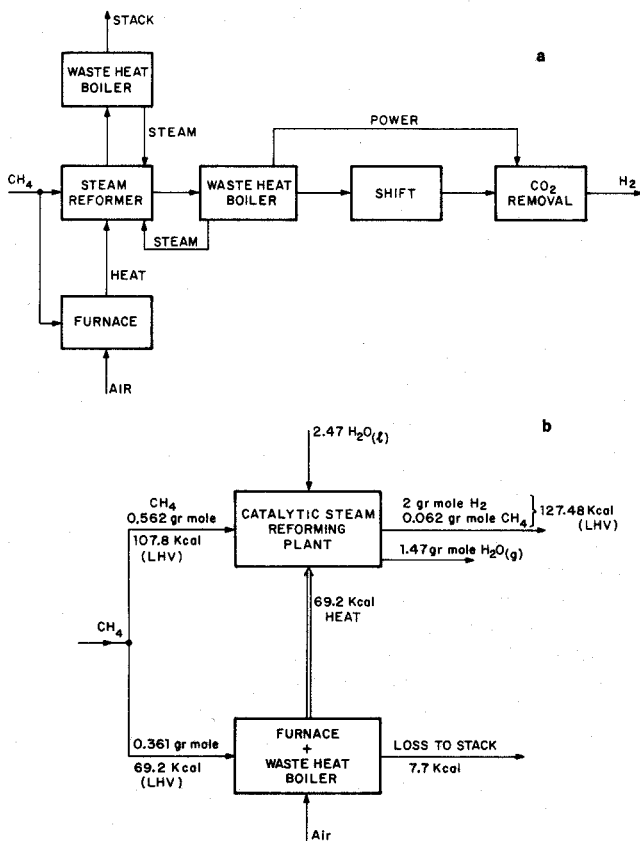 STACK
a
WASTE HEAT
BOILER
STEAM
POWER
CH4
STEAM
REFORMER
WASTE HEAT
BOILER
SHIFT
CO2
REMOVAL
H2
STEAM
HEAT
FURNACE
AIR
b
2.47 H2O(ℓ)
CH4
0.562 gr mole
107.8 Kcal
(LHV)
CATALYTIC STEAM
REFORMING
PLANT
2 gr mole H2
0.062 gr mole CH4
127.48 Kcal
(LHV)
1.47 gr mole H2O(g)
69.2 Kcal
HEAT
CH4
0.361 gr mole
69.2 Kcal
(LHV)
FURNACE
+
WASTE HEAT
BOILER
LOSS TO STACK
7.7 Kcal
Air